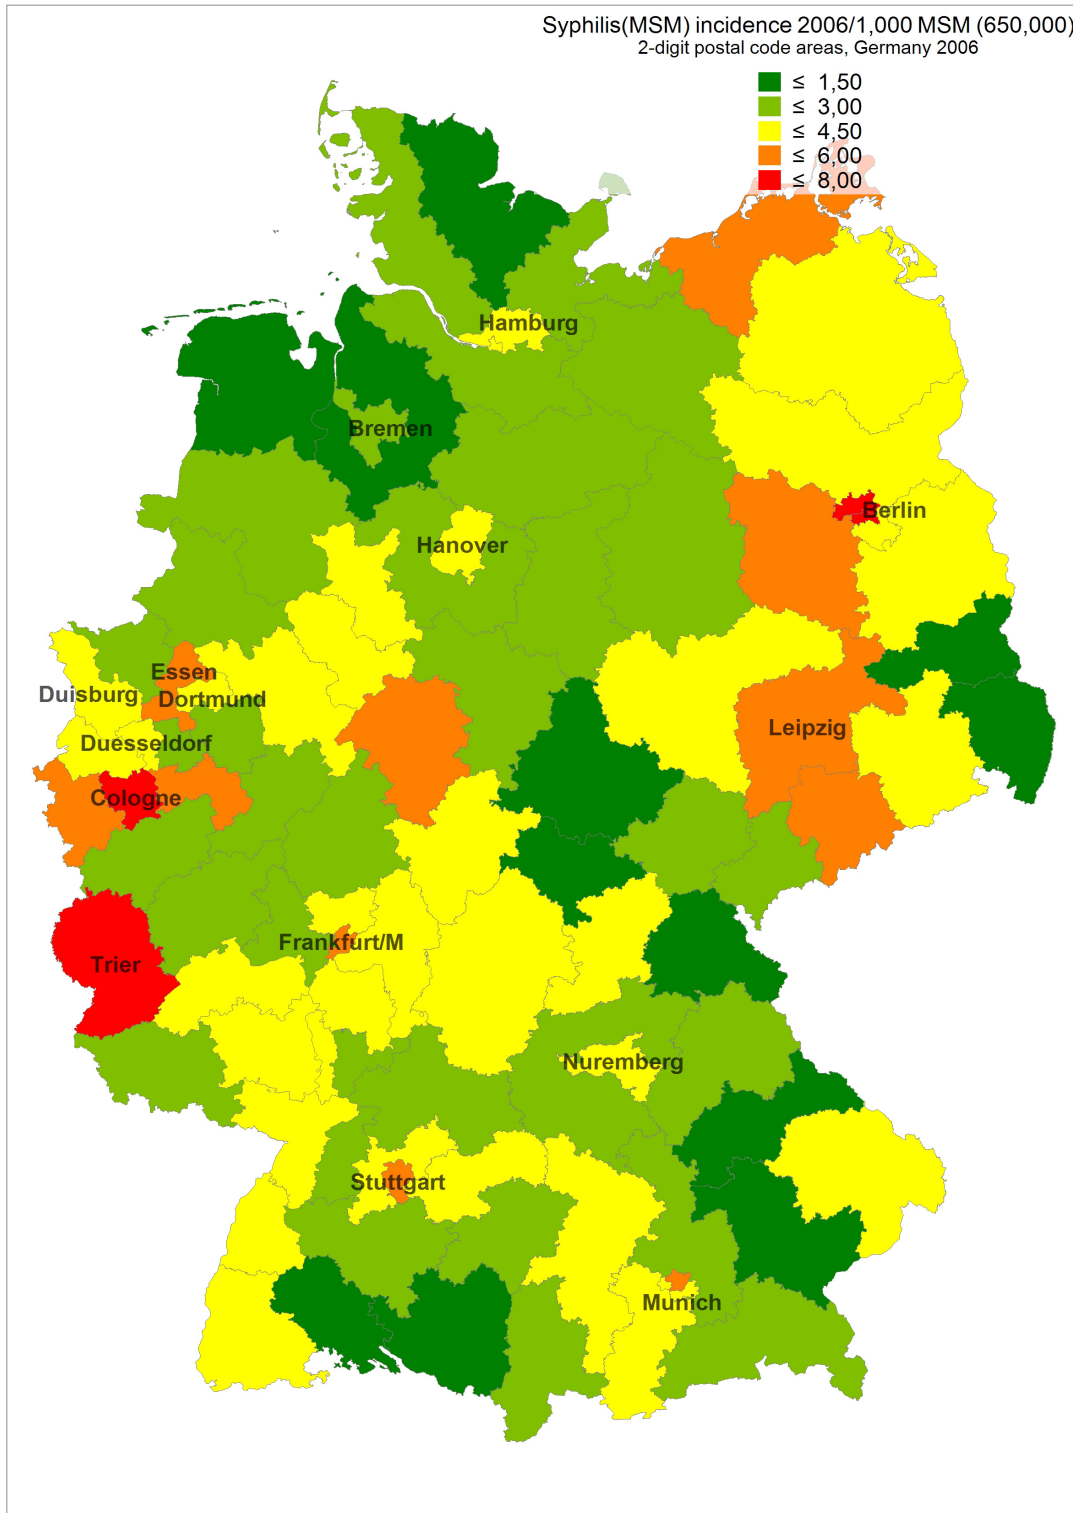 Syphilis(MSM) incidence 2006/1,000 MSM (650,000)
2-digit postal code areas, Germany 2006
≤ 1,50
≤ 3,00
≤ 4,50
≤ 6,00
≤ 8,00
Hamburg
Bremen
Berlin
Hanover
Essen
Duisburg
Dortmund
Leipzig
Duesseldorf
Cologne
Frankfurt/M
Trier
Nuremberg
Stuttgart
Munich